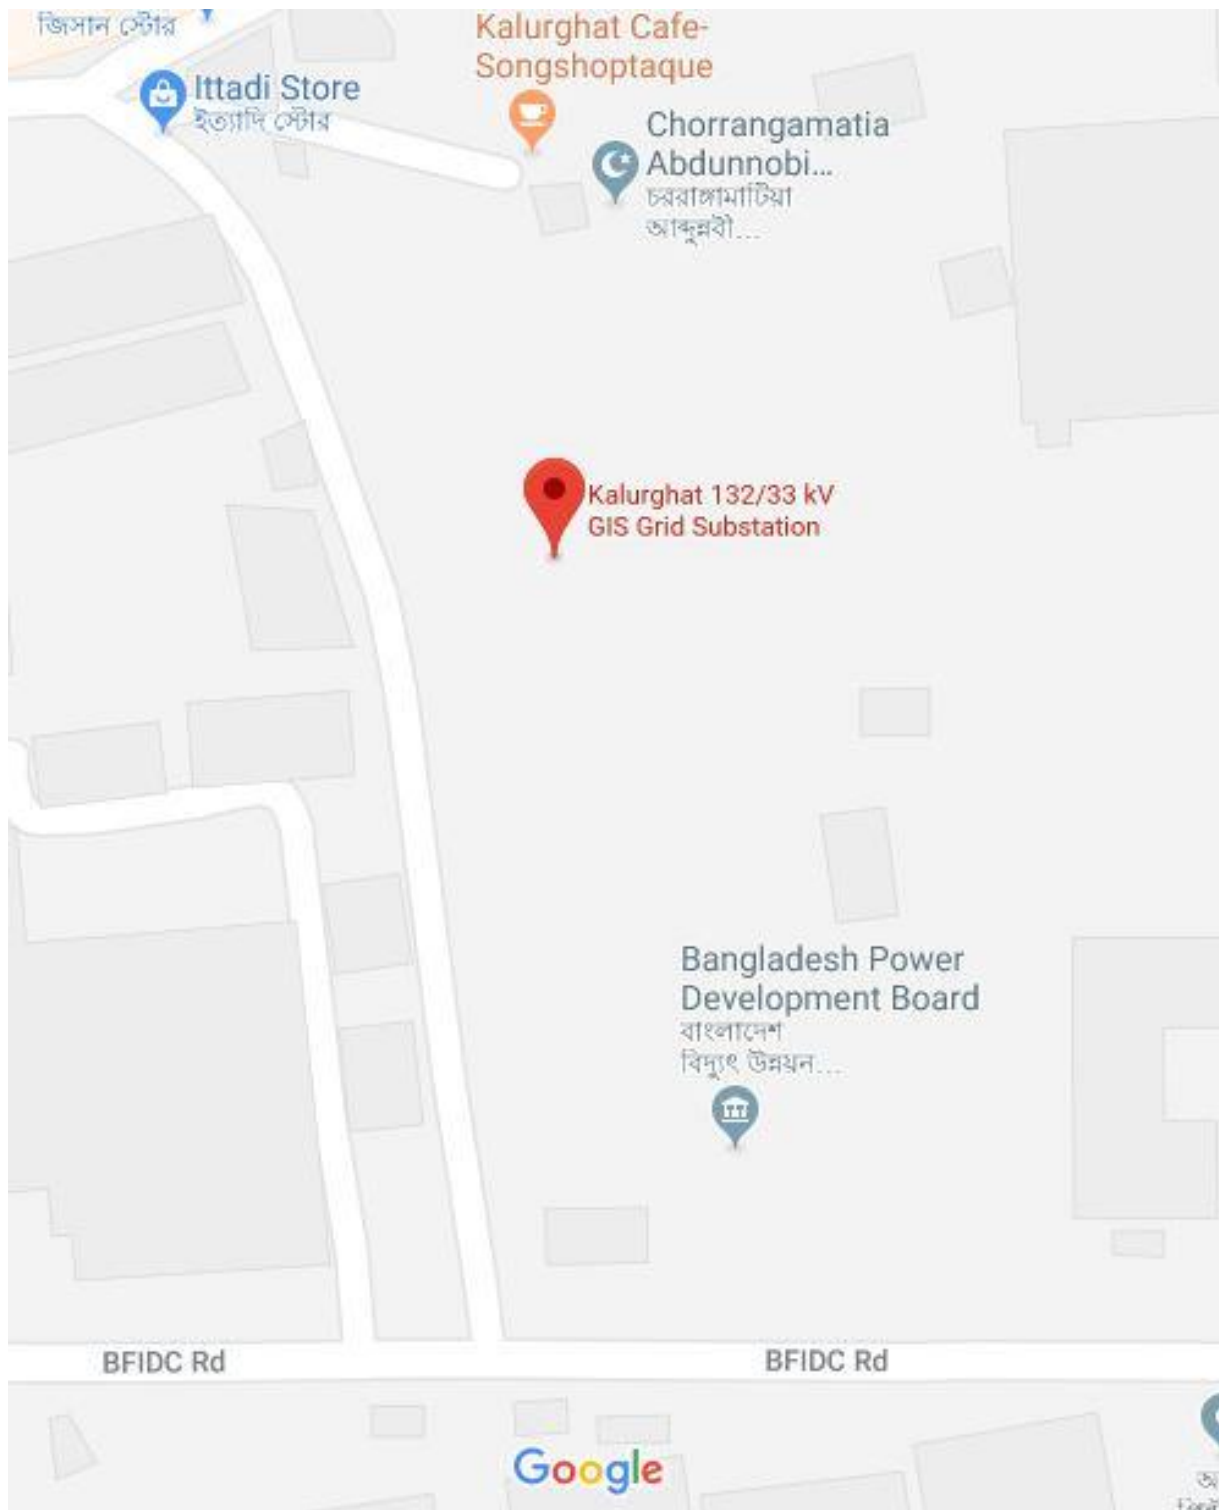 জিসান স্টোর
Kalurghat Cafe-
Songshoptaque
Ittadi Store
ইত্যাদি স্টোর
Chorrangamatia
Abdunnobi...
চররাঙ্গামাটিয়া
আব্দুন্নবী...
Kalurghat 132/33 kV
GIS Grid Substation
Bangladesh Power
Development Board
বাংলাদেশ
বিদ্যুৎ উন্নয়ন...
BFIDC Rd
BFIDC Rd
Google